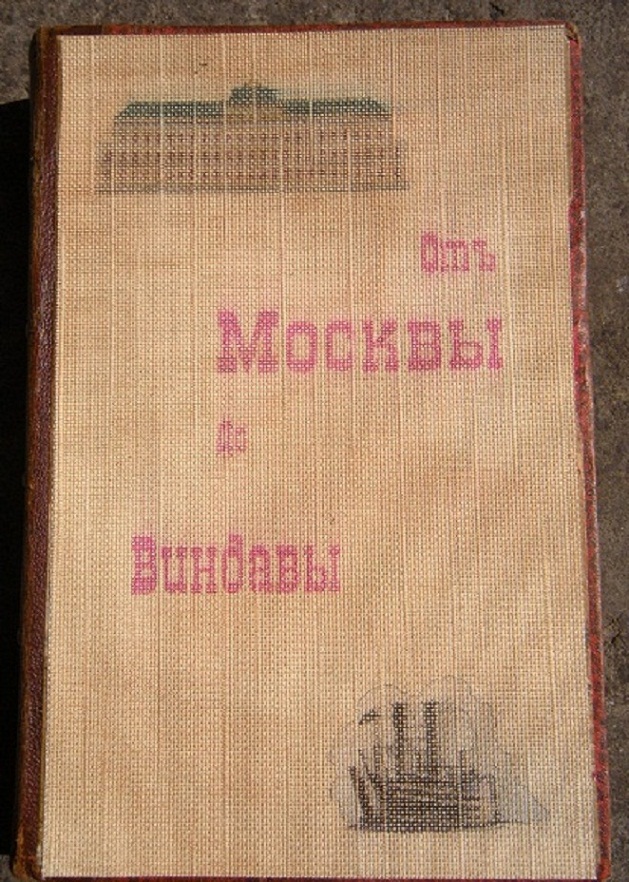 Отъ
Москвы
до
Виндавы